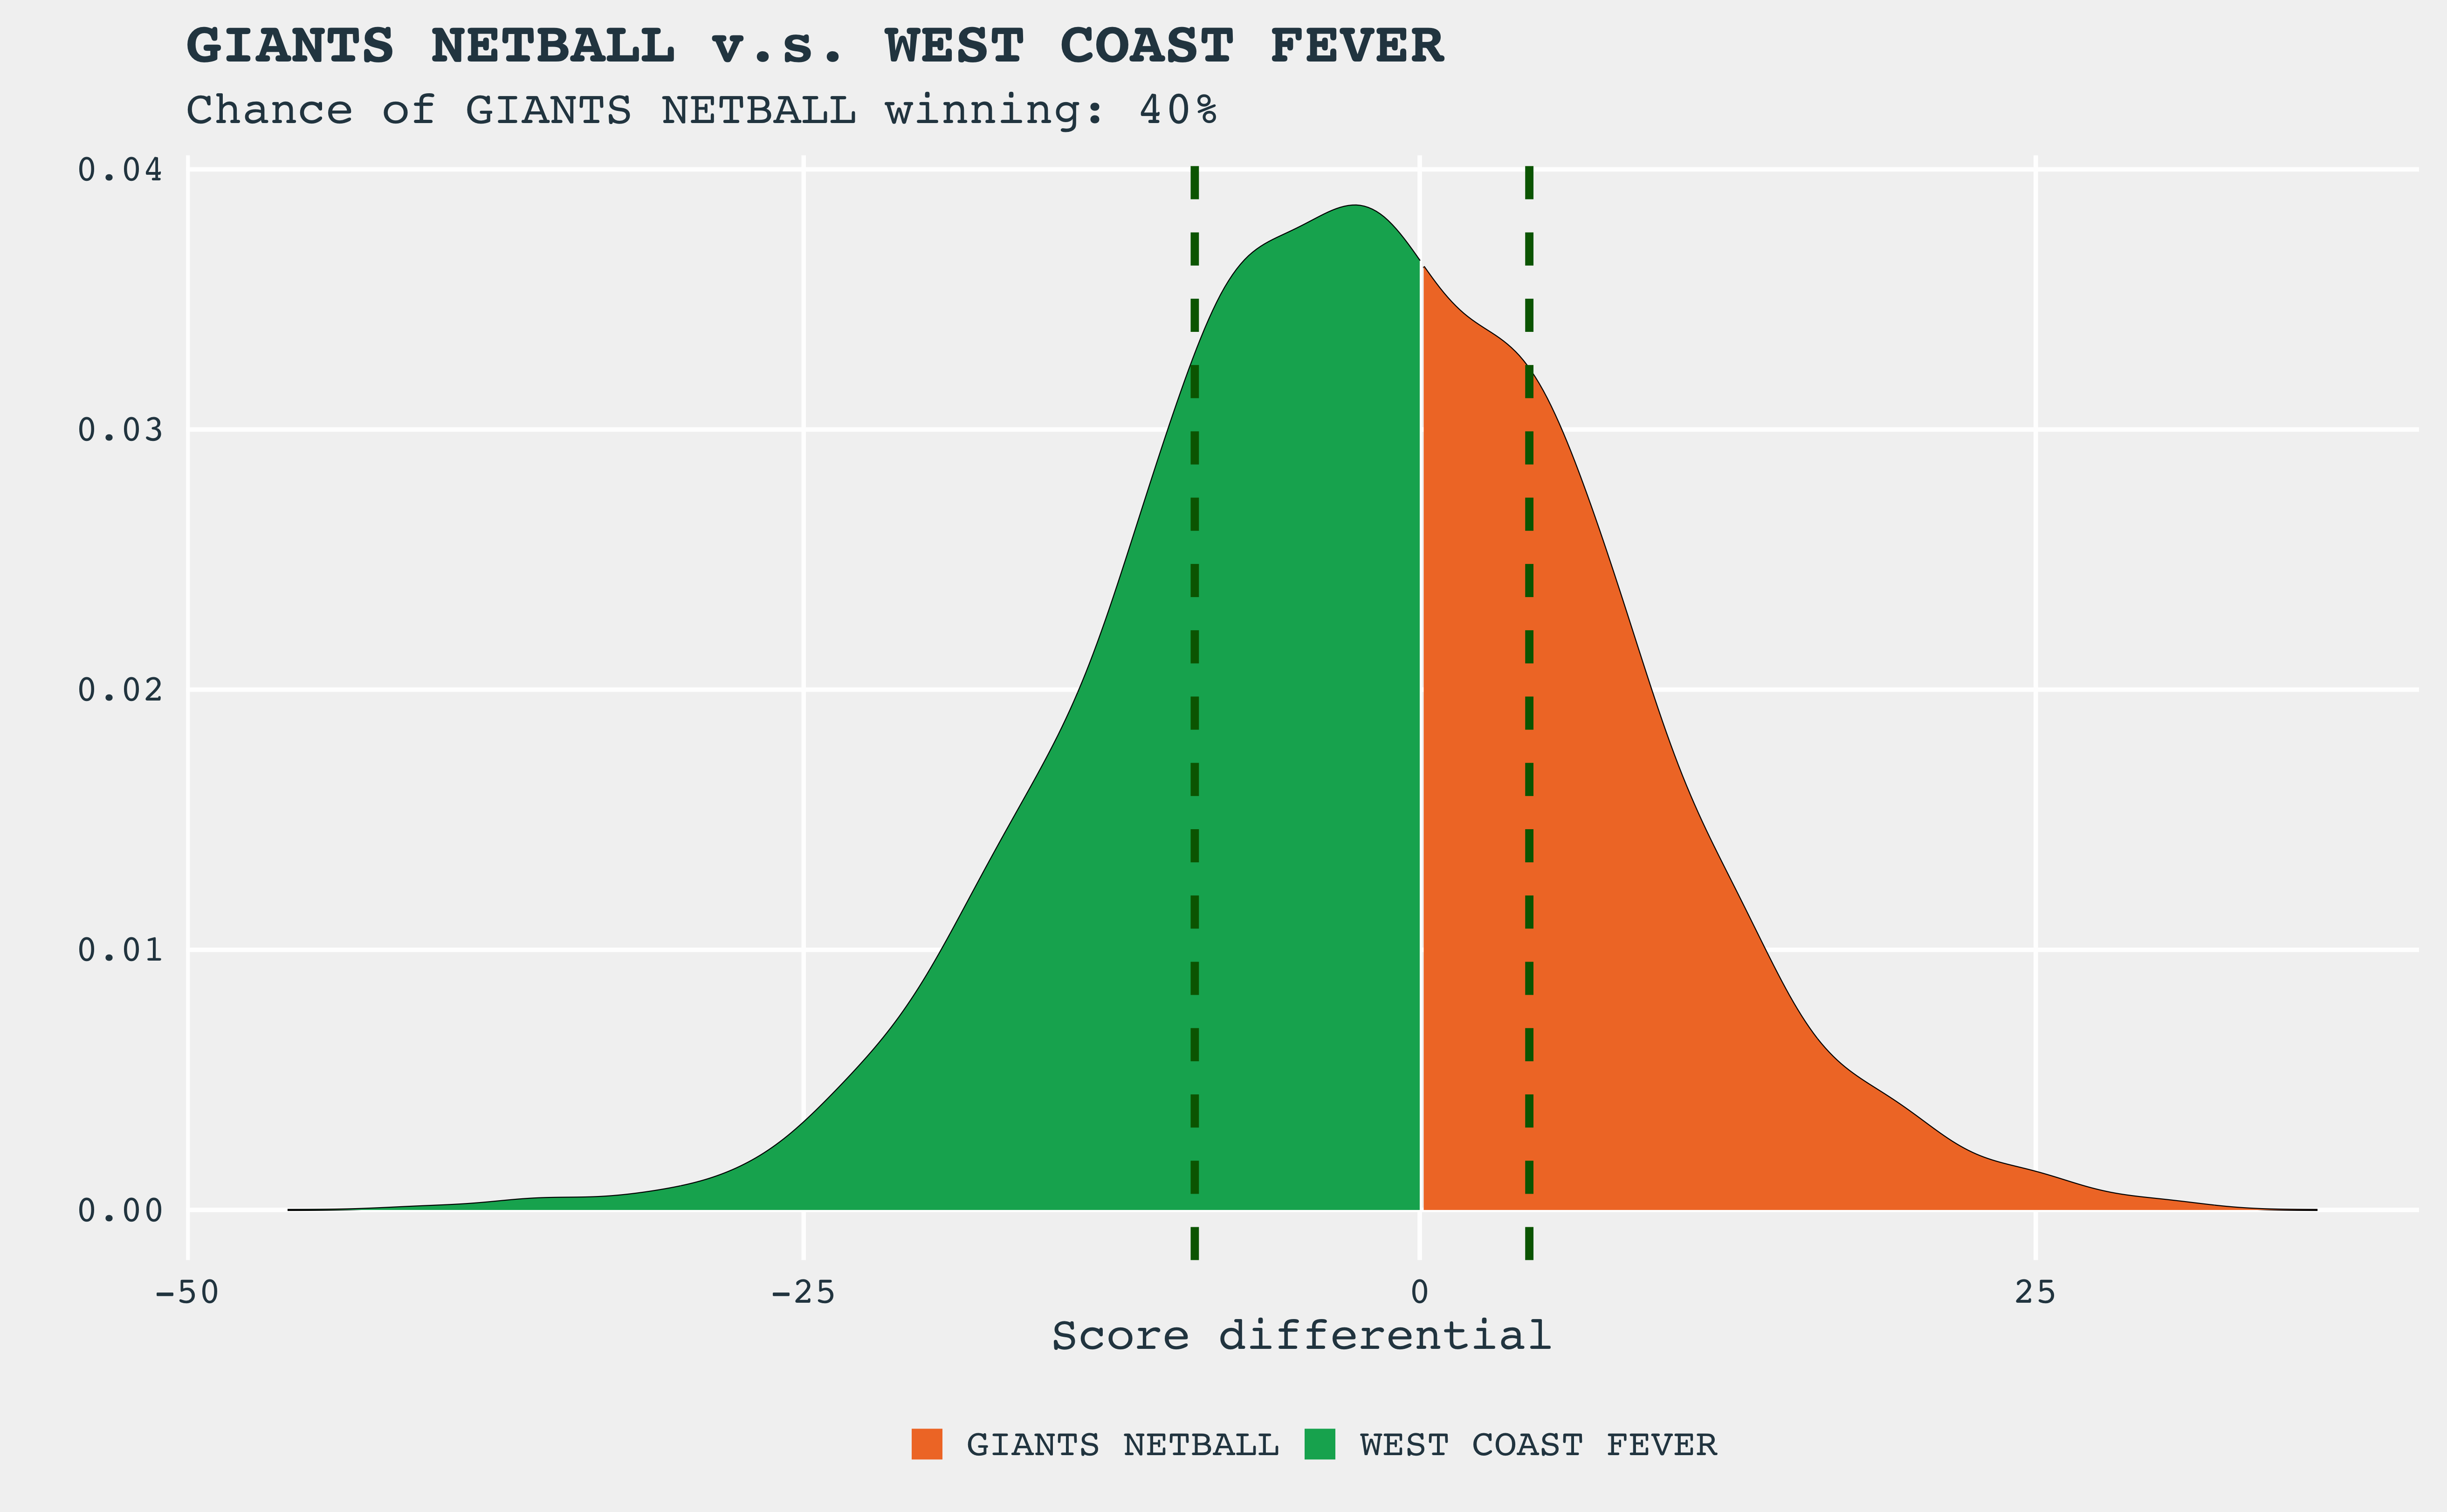 GIANTS NETBALL v.s. WEST COAST FEVER
Chance of GIANTS NETBALL winning: 40%
0.04
0.03
0.02
0.01
0.00
-50 -25 0 25
Score differential
GIANTS NETBALL WEST COAST FEVER